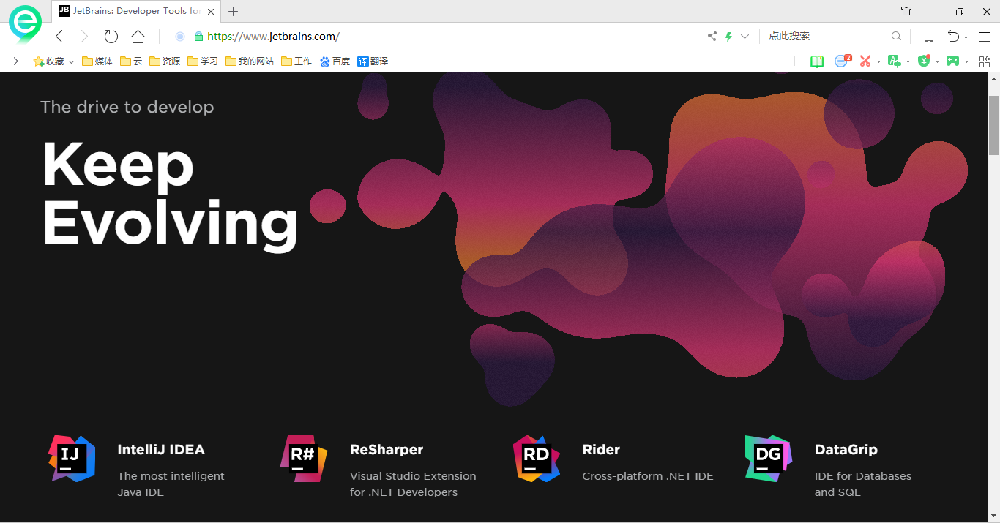 JB JetBrains: Developer Tools for
https://www.jetbrains.com/
点此搜索
收藏 媒体 云 资源 学习 我的网站 工作 百度 译 翻译
2
The drive to develop
Keep
Evolving
IJ
IntelliJ IDEA
The most intelligent
Java IDE
R#
ReSharper
Visual Studio Extension
for .NET Developers
RD
Rider
Cross-platform .NET IDE
DG
DataGrip
IDE for Databases
and SQL